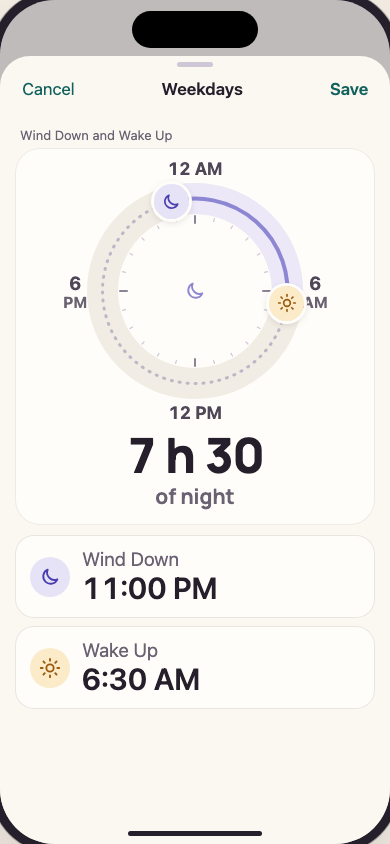 Cancel
Weekdays
Save
Wind Down and Wake Up
12 AM
6
PM
6
AM
12 PM
7 h 30
of night
Wind Down
11:00 PM
Wake Up
6:30 AM